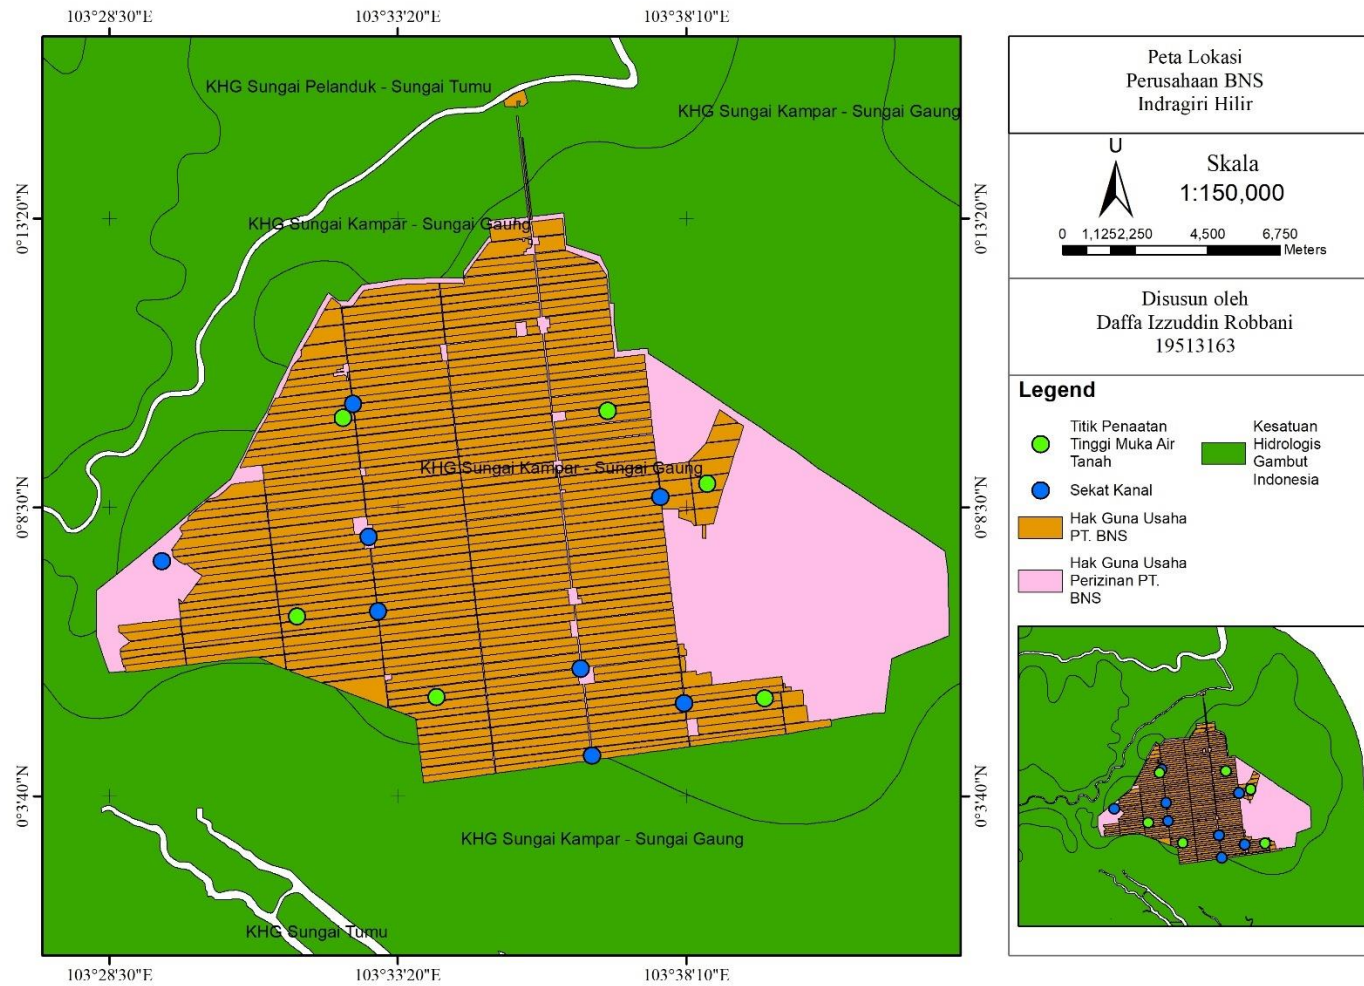 103°28'30"E
103°33'20"E
103°38'10"E
KHG Sungai Pelanduk - Sungai Tumu
KHG Sungai Kampar - Sungai Gaung
0°13'20"N
0°13'20"N
KHG Sungai Kampar - Sungai Gaung
KHG Sungai Kampar - Sungai Gaung
0°8'30"N
0°8'30"N
0°3'40"N
0°3'40"N
KHG Sungai Kampar - Sungai Gaung
KHG Sungai Tumu
103°28'30"E
103°33'20"E
103°38'10"E
Peta Lokasi
Perusahaan BNS
Indragiri Hilir
U
Skala
1:150,000
0 1,1252,250 4,500 6,750
Meters
Disusun oleh
Daffa Izzuddin Robbani
19513163
Legend
Titik Penaatan
Tinggi Muka Air
Tanah
Sekat Kanal
Hak Guna Usaha
PT. BNS
Hak Guna Usaha
Perizinan PT.
BNS
Kesatuan
Hidrologis
Gambut
Indonesia